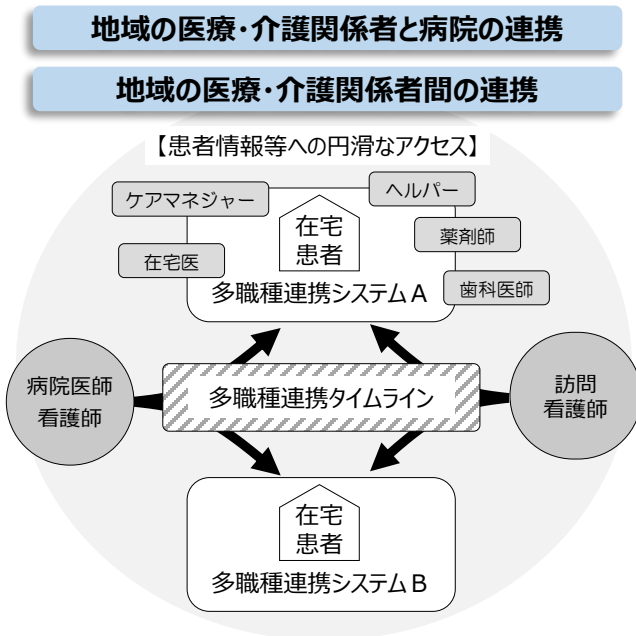 地域の医療・介護関係者と病院の連携
地域の医療・介護関係者間の連携
【患者情報等への円滑なアクセス】
ケアマネジャー
ヘルパー
在宅
患者
薬剤師
在宅医
歯科医師
多職種連携システムA
病院医師
看護師
多職種連携タイムライン
訪問
看護師
在宅
患者
多職種連携システムB